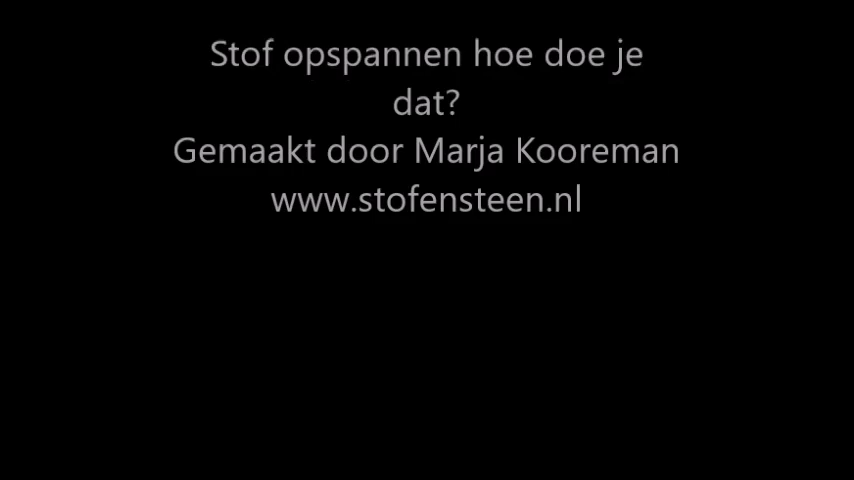 Stof opspannen hoe doe je
dat?
Gemaakt door Marja Kooreman
www.stofensteen.nl